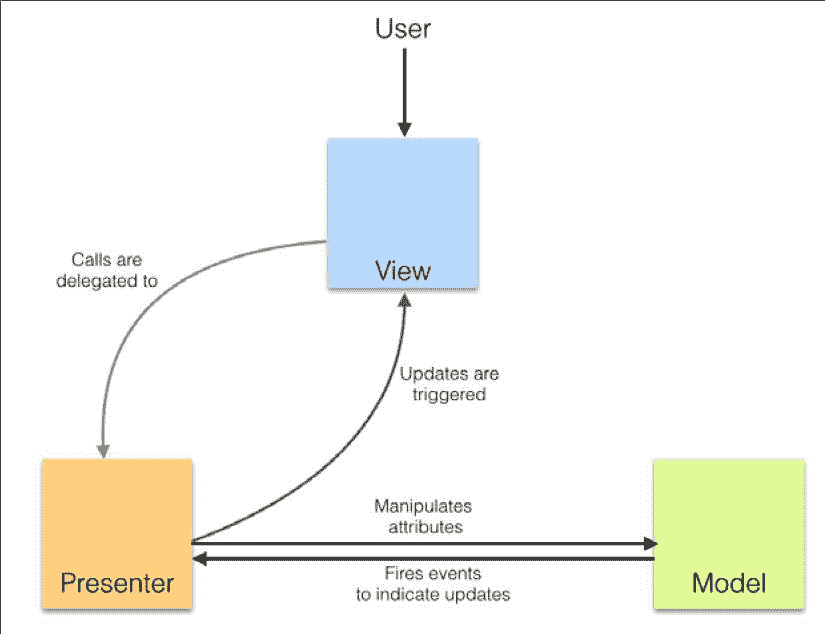 User
View
Calls are
delegated to
Updates are
triggered
Manipulates
attributes
Fires events
to indicate updates
Presenter
Model